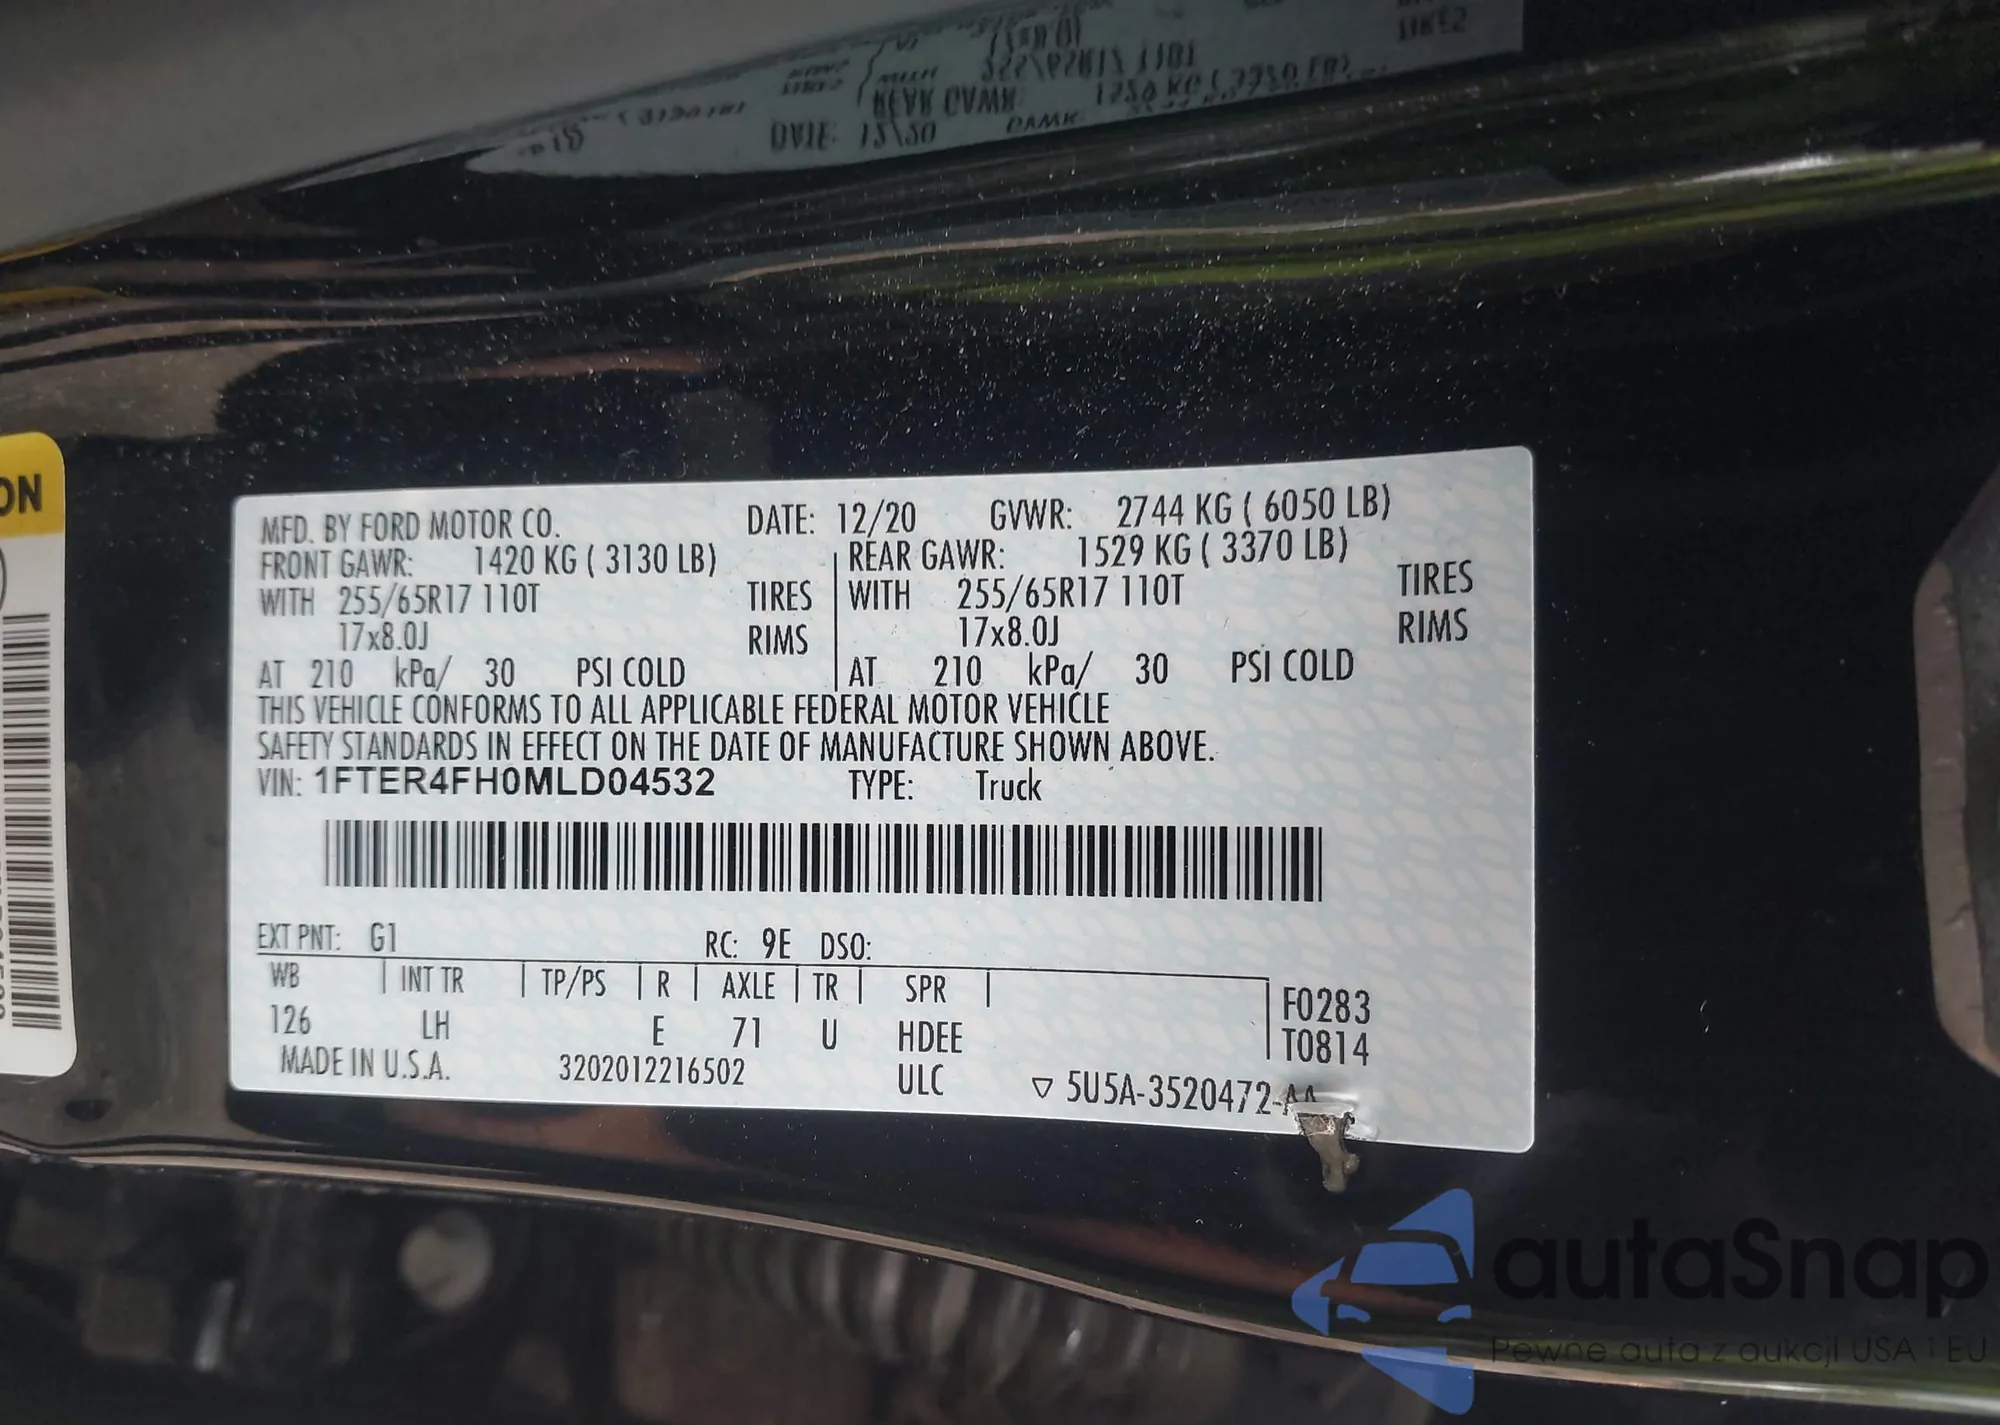 ON
MFD. BY FORD MOTOR CO. DATE: 12/20 GVWR: 2744 KG ( 6050 LB)
FRONT GAWR: 1420 KG ( 3130 LB) REAR GAWR: 1529 KG ( 3370 LB)
WITH 255/65R17 110T TIRES WITH 255/65R17 110T TIRES
17x8.0J RIMS 17x8.0J RIMS
AT 210 kPa/ 30 PSI COLD AT 210 kPa/ 30 PSI COLD
THIS VEHICLE CONFORMS TO ALL APPLICABLE FEDERAL MOTOR VEHICLE
SAFETY STANDARDS IN EFFECT ON THE DATE OF MANUFACTURE SHOWN ABOVE.
VIN: 1FTER4FH0MLD04532 TYPE: Truck
EXT PNT: G1 RC: 9E DSO:
WB INT TR TP/PS R AXLE TR SPR
126 LH E 71 U HDEE
F0283
T0814
MADE IN U.S.A. 3202012216502 ULC ▽ 5U5A-3520472-AA
autaSnap
Pewne auta z aukcji USA i EU